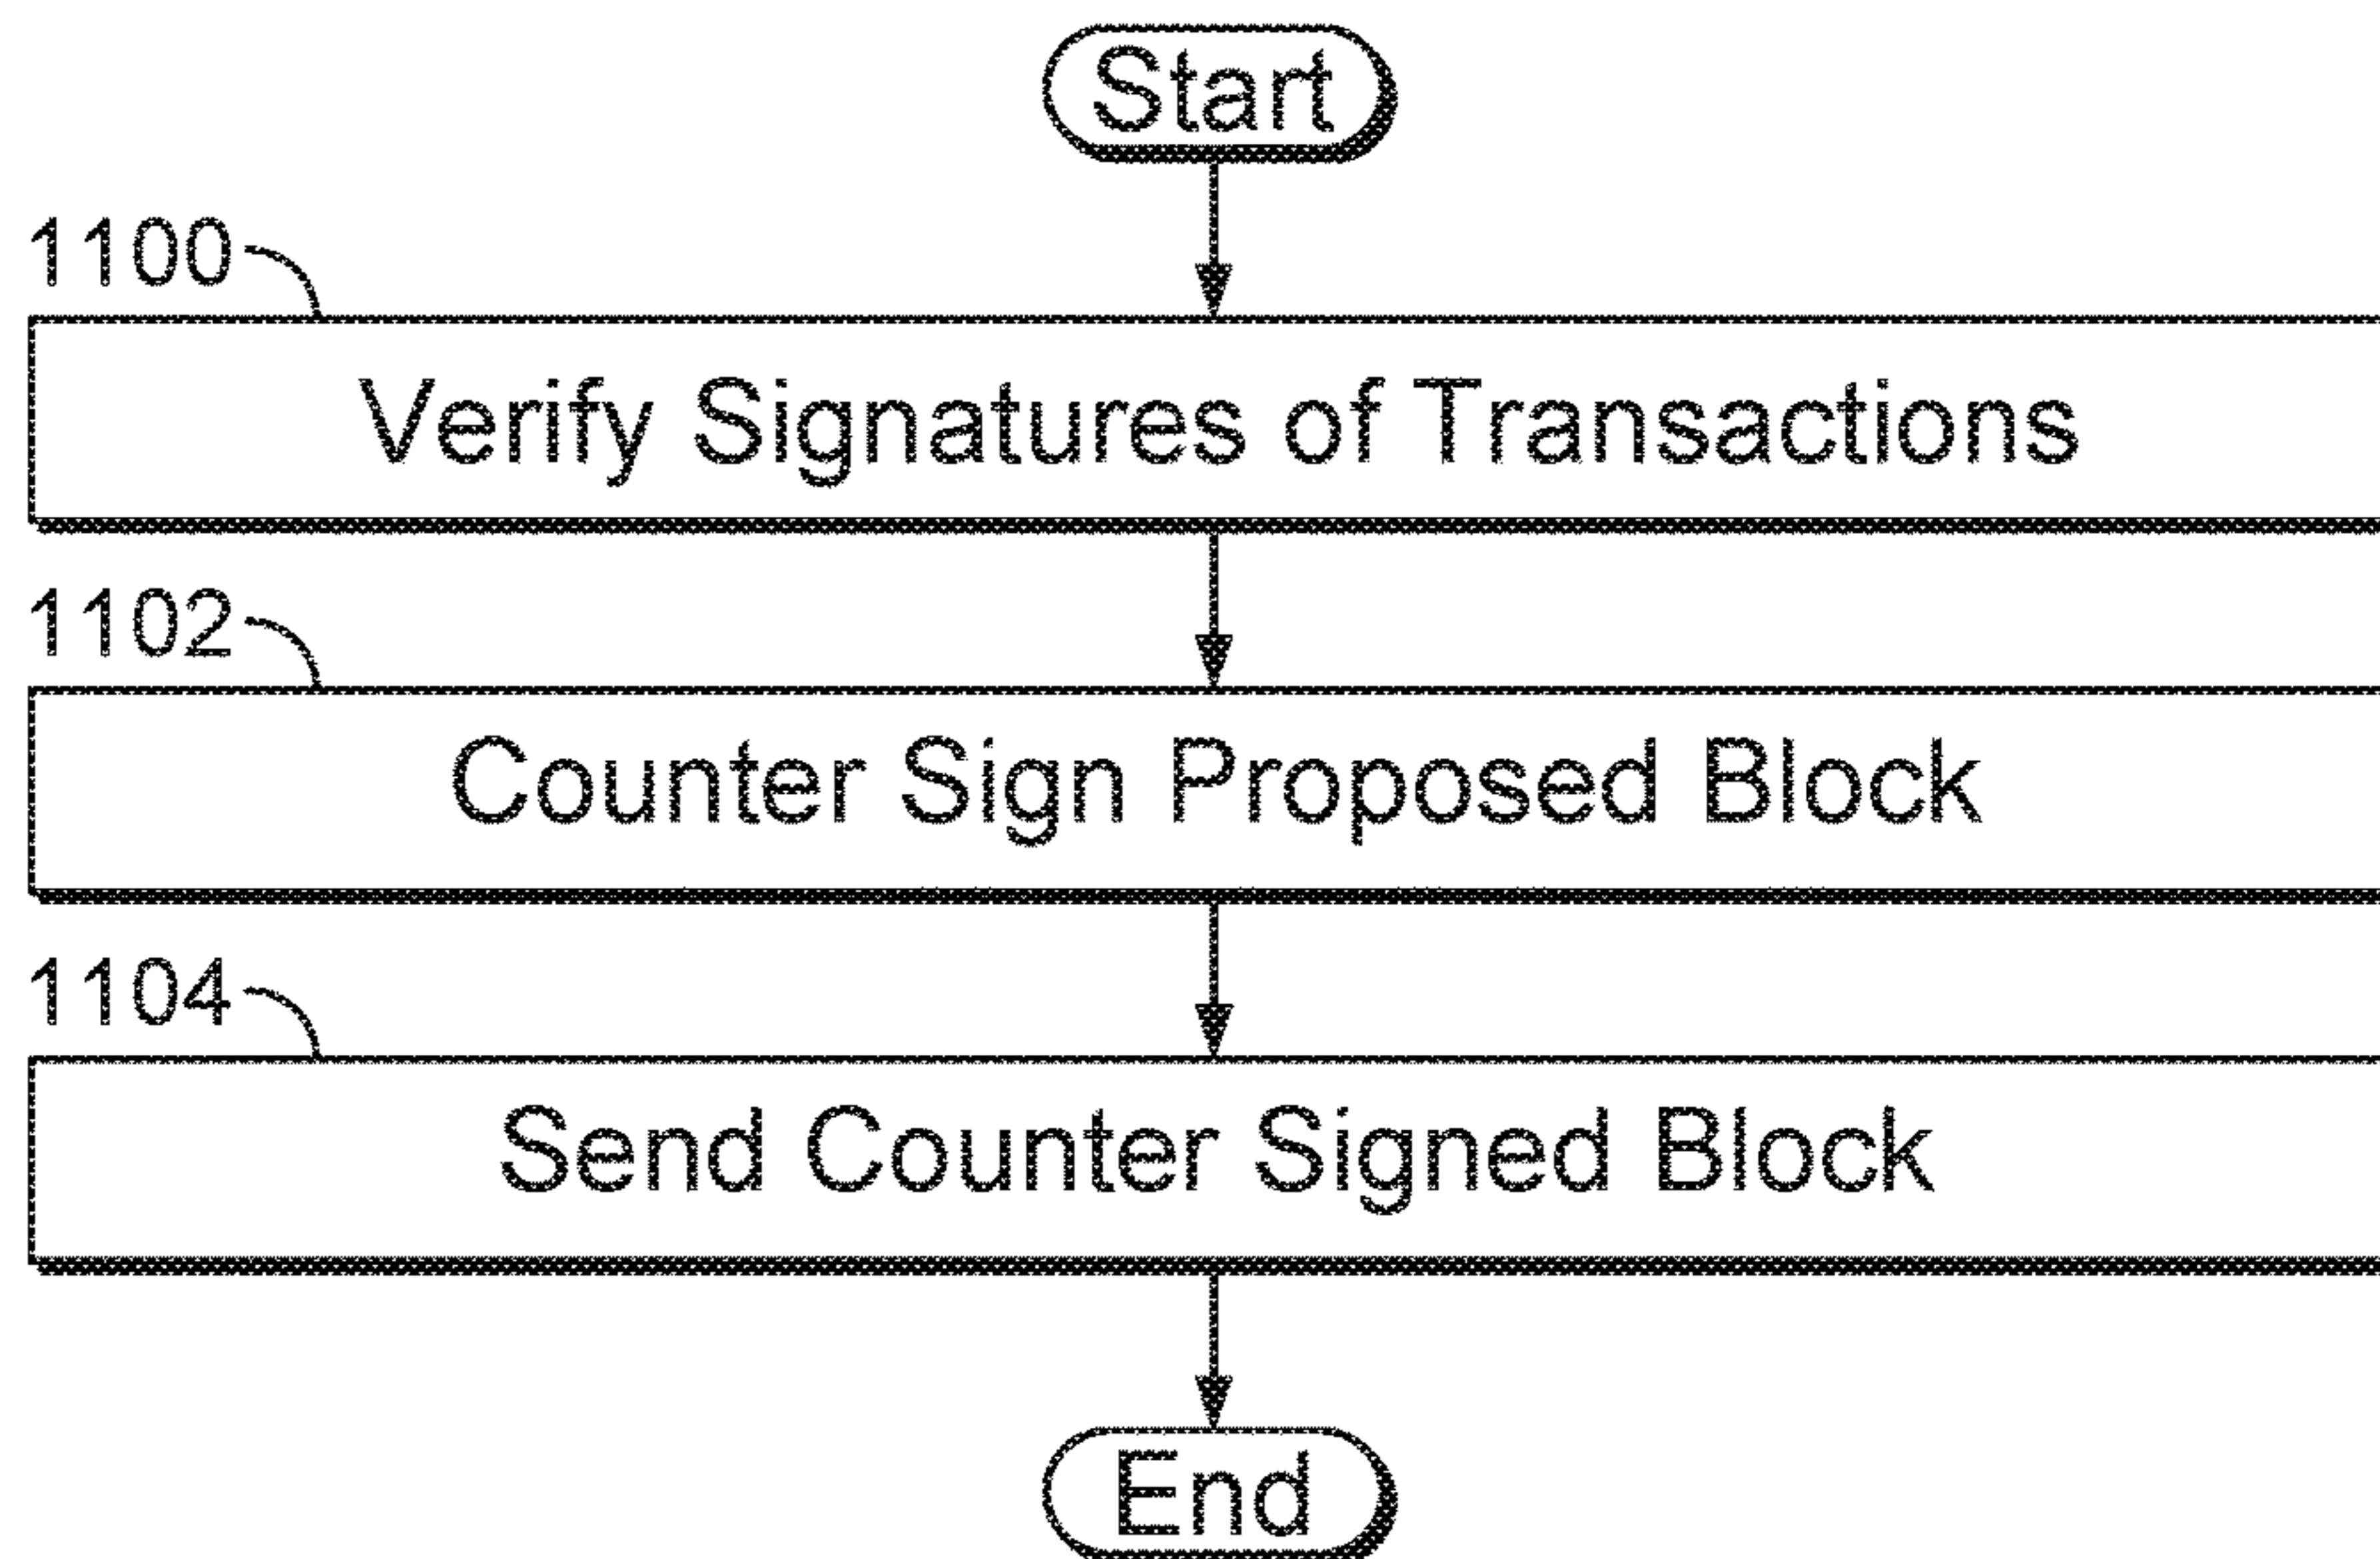 Start
1100
Verify Signatures of Transactions
1102
Counter Sign Proposed Block
1104
Send Counter Signed Block
End